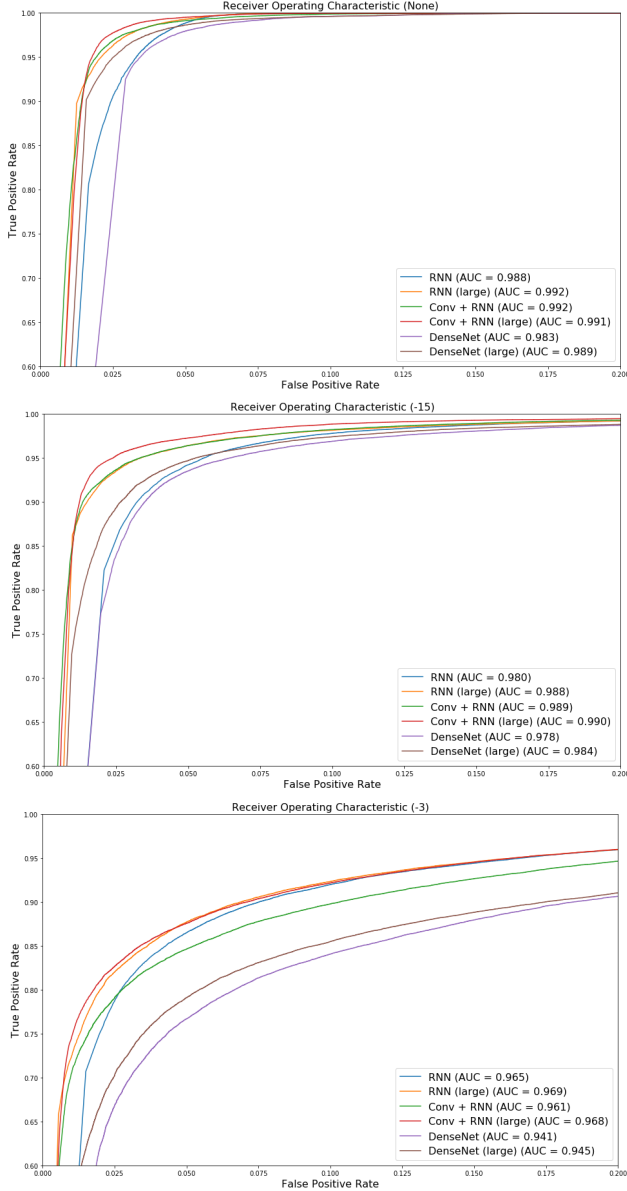 Receiver Operating Characteristic (None)
1.00
0.95
0.90
0.85
0.80
0.75
0.70
0.65
0.60
True Positive Rate
RNN (AUC = 0.988)
RNN (large) (AUC = 0.992)
Conv + RNN (AUC = 0.992)
Conv + RNN (large) (AUC = 0.991)
DenseNet (AUC = 0.983)
DenseNet (large) (AUC = 0.989)
0.000 0.025 0.050 0.075 0.100 0.125 0.150 0.175 0.200
False Positive Rate
Receiver Operating Characteristic (-15)
1.00
0.95
0.90
0.85
0.80
0.75
0.70
0.65
0.60
True Positive Rate
RNN (AUC = 0.980)
RNN (large) (AUC = 0.988)
Conv + RNN (AUC = 0.989)
Conv + RNN (large) (AUC = 0.990)
DenseNet (AUC = 0.978)
DenseNet (large) (AUC = 0.984)
0.000 0.025 0.050 0.075 0.100 0.125 0.150 0.175 0.200
False Positive Rate
Receiver Operating Characteristic (-3)
1.00
0.95
0.90
0.85
0.80
0.75
0.70
0.65
0.60
True Positive Rate
RNN (AUC = 0.965)
RNN (large) (AUC = 0.969)
Conv + RNN (AUC = 0.961)
Conv + RNN (large) (AUC = 0.968)
DenseNet (AUC = 0.941)
DenseNet (large) (AUC = 0.945)
0.000 0.025 0.050 0.075 0.100 0.125 0.150 0.175 0.200
False Positive Rate